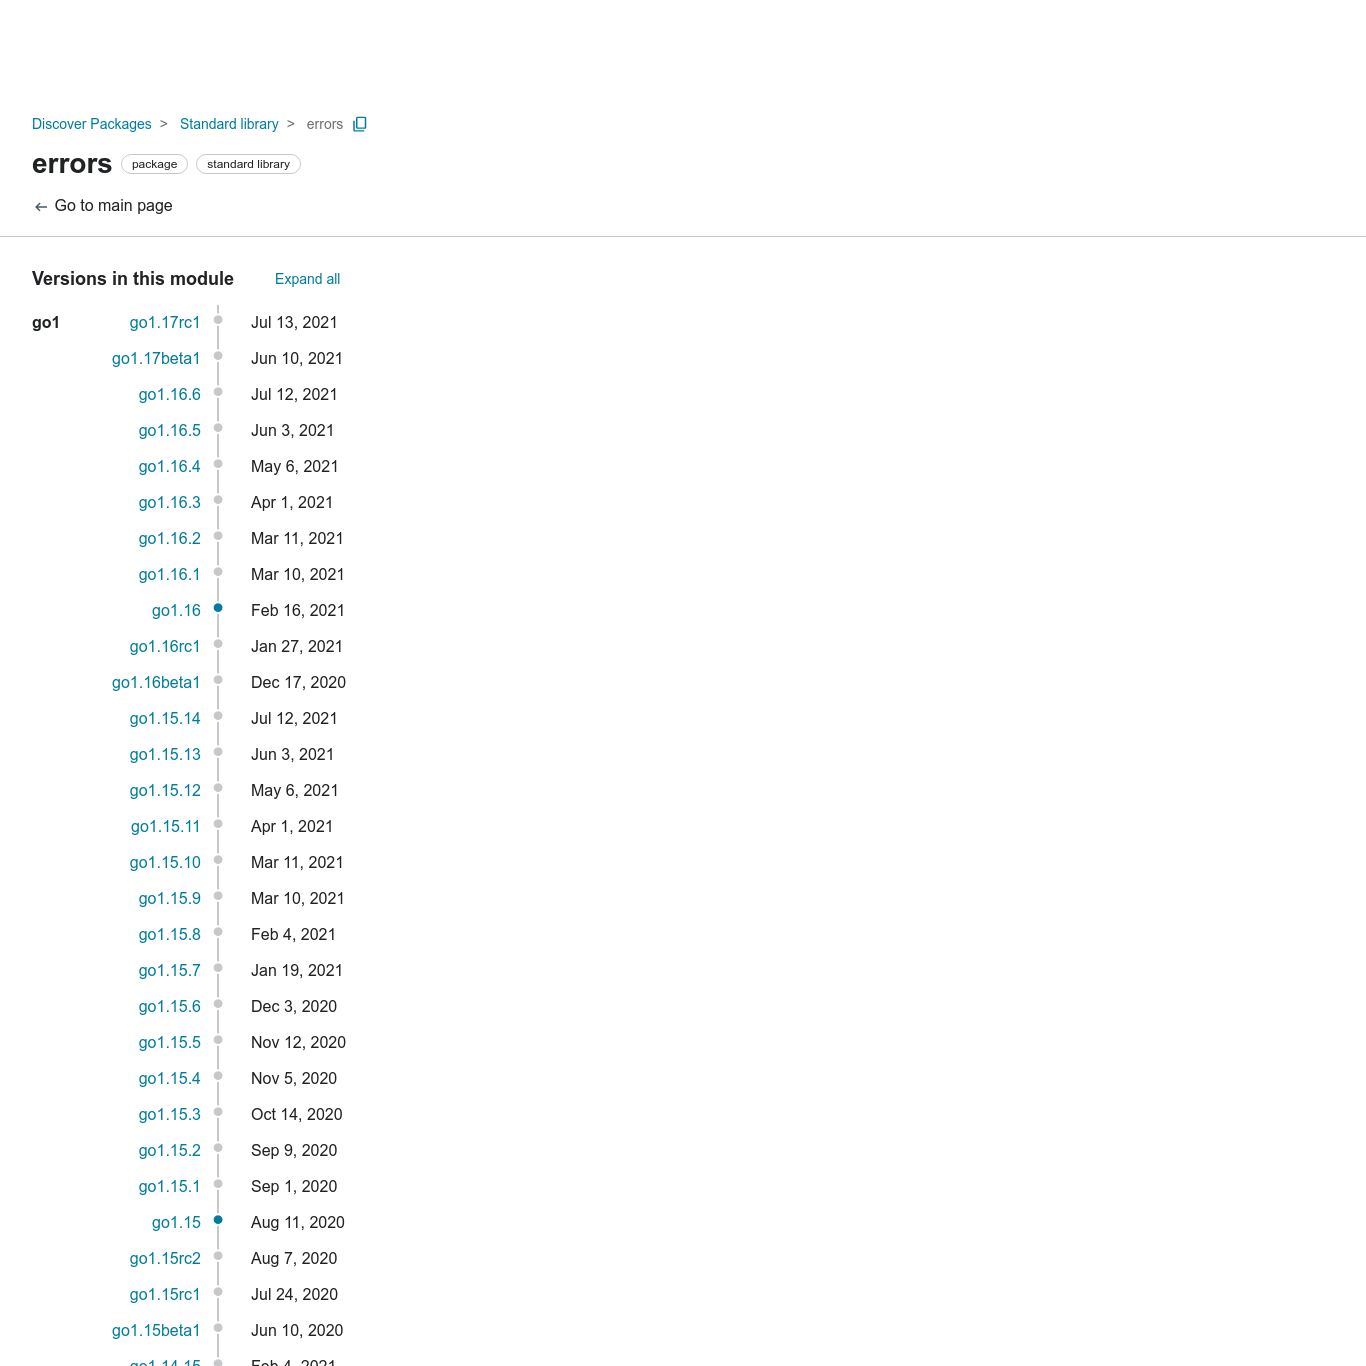 Discover Packages > Standard library > errors
errors package standard library
← Go to main page
Versions in this module Expand all
go1 go1.17rc1 Jul 13, 2021
go1.17beta1 Jun 10, 2021
go1.16.6 Jul 12, 2021
go1.16.5 Jun 3, 2021
go1.16.4 May 6, 2021
go1.16.3 Apr 1, 2021
go1.16.2 Mar 11, 2021
go1.16.1 Mar 10, 2021
go1.16 Feb 16, 2021
go1.16rc1 Jan 27, 2021
go1.16beta1 Dec 17, 2020
go1.15.14 Jul 12, 2021
go1.15.13 Jun 3, 2021
go1.15.12 May 6, 2021
go1.15.11 Apr 1, 2021
go1.15.10 Mar 11, 2021
go1.15.9 Mar 10, 2021
go1.15.8 Feb 4, 2021
go1.15.7 Jan 19, 2021
go1.15.6 Dec 3, 2020
go1.15.5 Nov 12, 2020
go1.15.4 Nov 5, 2020
go1.15.3 Oct 14, 2020
go1.15.2 Sep 9, 2020
go1.15.1 Sep 1, 2020
go1.15 Aug 11, 2020
go1.15rc2 Aug 7, 2020
go1.15rc1 Jul 24, 2020
go1.15beta1 Jun 10, 2020
go1.14.15 Feb 4, 2021